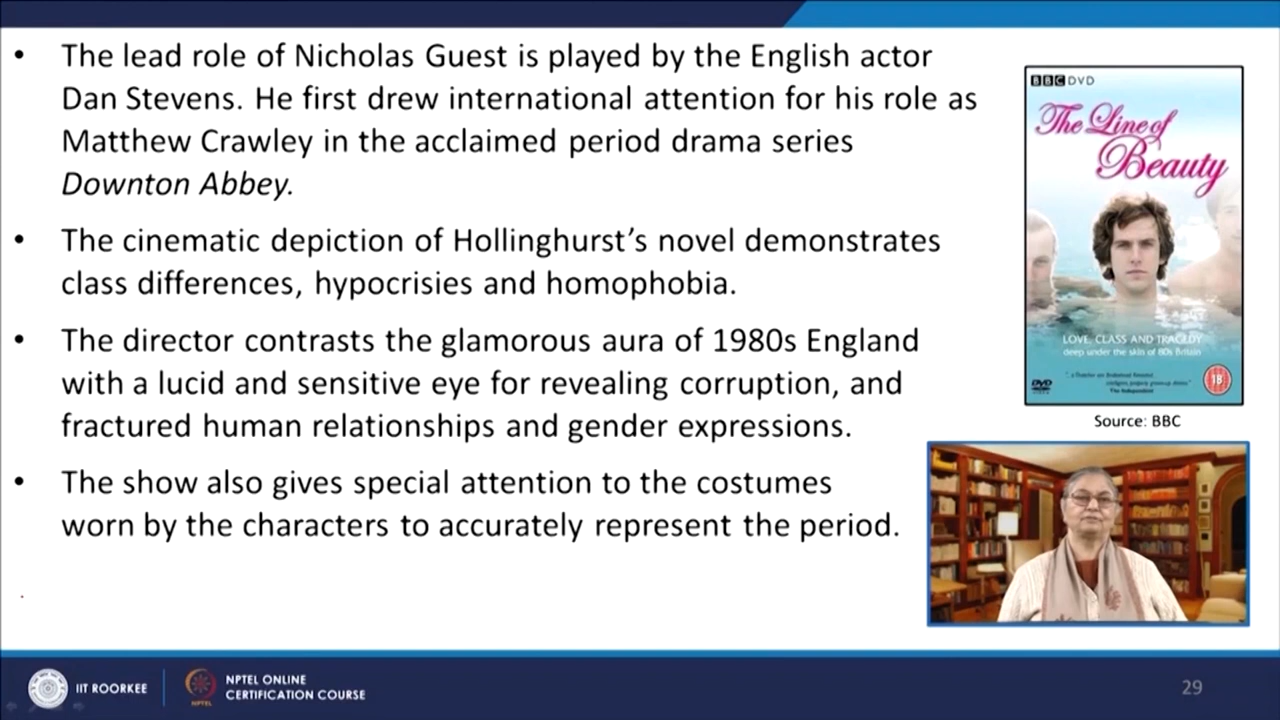 • The lead role of Nicholas Guest is played by the English actor
Dan Stevens. He first drew international attention for his role as
Matthew Crawley in the acclaimed period drama series
Downton Abbey.
• The cinematic depiction of Hollinghurst’s novel demonstrates
class differences, hypocrisies and homophobia.
• The director contrasts the glamorous aura of 1980s England
with a lucid and sensitive eye for revealing corruption, and
fractured human relationships and gender expressions.
• The show also gives special attention to the costumes
worn by the characters to accurately represent the period.
BBC DVD
The Line of
Beauty
LOVE, CLASS AND TRAGEDY
deep under the skin of 80s Britain
The Independent
DVD
18
Source: BBC
IIT ROORKEE
NPTEL
NPTEL ONLINE
CERTIFICATION COURSE
29